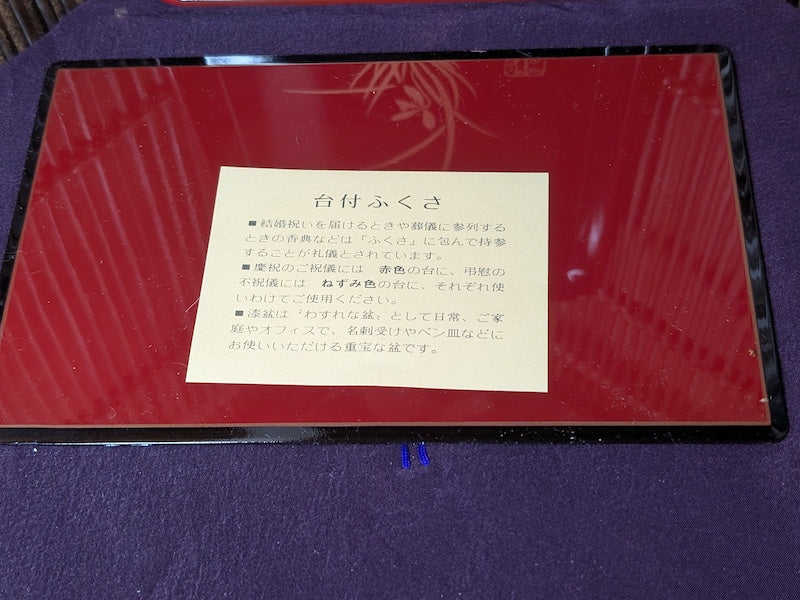 台付ふくさ
■結婚祝いを届けるときや葬儀に参列する
ときの香典などは「ふくさ」に包んで持参
することが礼儀とされています。
■慶祝のご祝儀には　赤色の台に、弔慰の
不祝儀には　ねずみ色の台に、それぞれ使
いわけてご使用ください。
■漆盆は〝わすれな盆〟として日常、ご家
庭やオフィスで、名刺受けやペン皿などに
お使いいただける重宝な盆です。